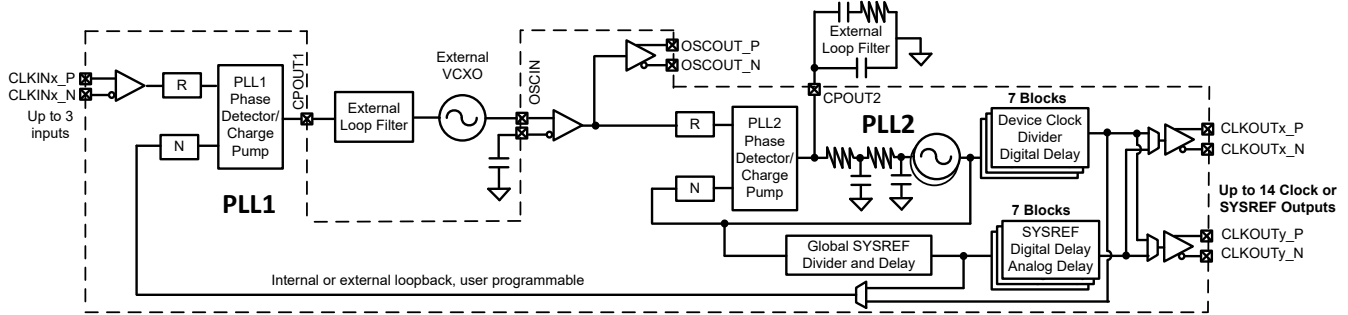 CLKINx_P
CLKINx_N
Up to 3
inputs
R
N
PLL1
Phase
Detector/
Charge
Pump
PLL1
CPOUT1
External
Loop Filter
External
VCXO
OSCIN
OSCOUT_P
OSCOUT_N
External
Loop Filter
CPOUT2
R
N
PLL2
Phase
Detector/
Charge
Pump
PLL2
7 Blocks
Device Clock
Divider
Digital Delay
CLKOUTx_P
CLKOUTx_N
Up to 14 Clock or
SYSREF Outputs
7 Blocks
SYSREF
Digital Delay
Analog Delay
CLKOUTy_P
CLKOUTy_N
Global SYSREF
Divider and Delay
Internal or external loopback, user programmable